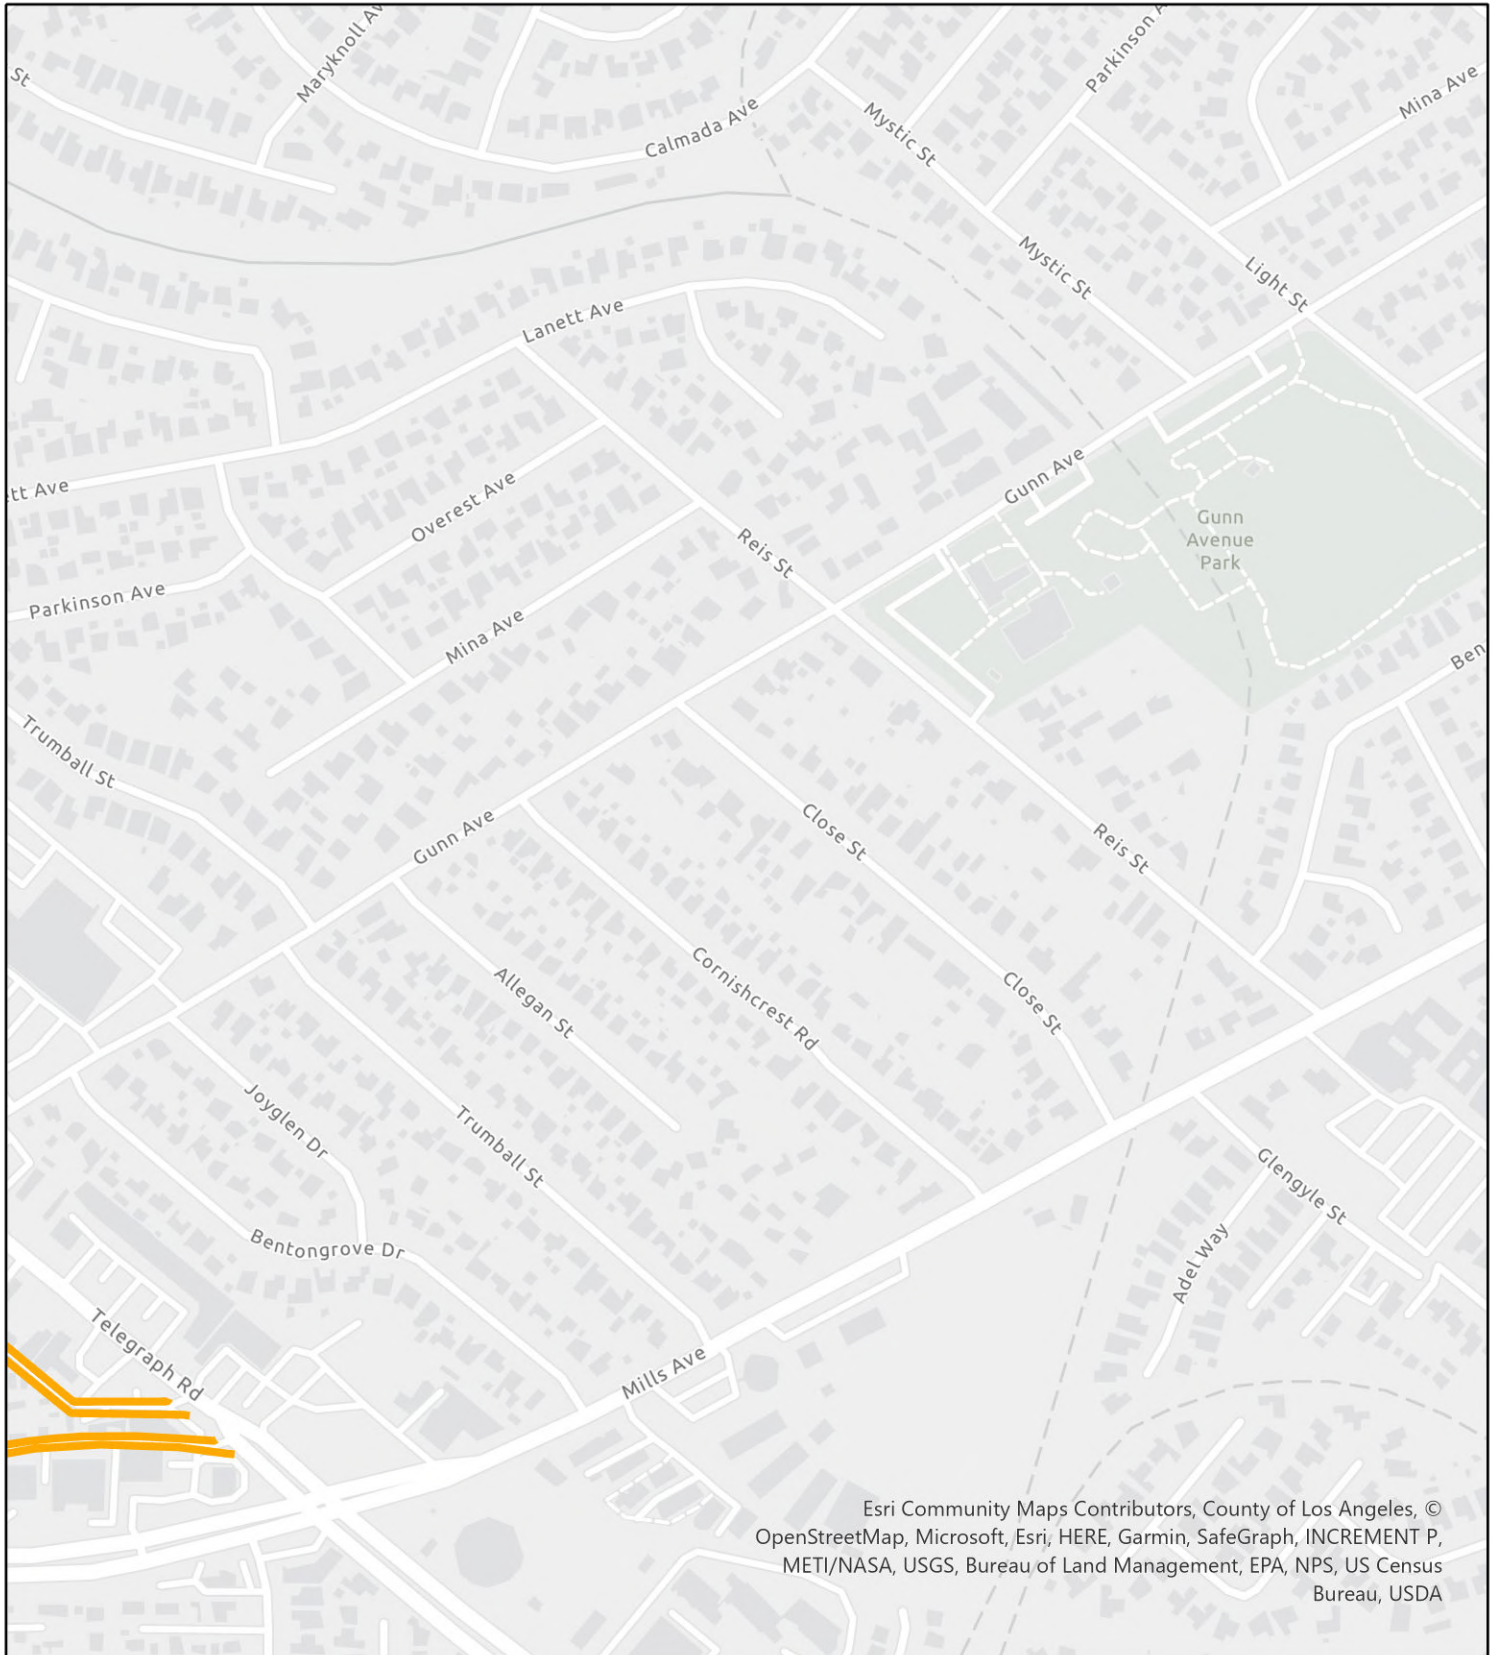 Maryknoll Av
Parkinson A
St
Mina Ave
Calmada Ave
Mystic St
Mystic St
Light St
Lanett Ave
Gunn Ave
tt Ave
Overest Ave
Gunn
Avenue
Park
Reis St
Parkinson Ave
Mina Ave
Ben
Trumball St
Gunn Ave
Close St
Reis St
Allegan St
Cornishcrest Rd
Close St
Joyglen Dr
Trumball St
Glengyle St
Bentongrove Dr
Adel Way
Telegraph Rd
Mills Ave
Esri Community Maps Contributors, County of Los Angeles, ©
OpenStreetMap, Microsoft, Esri, HERE, Garmin, SafeGraph, INCREMENT P,
METI/NASA, USGS, Bureau of Land Management, EPA, NPS, US Census
Bureau, USDA